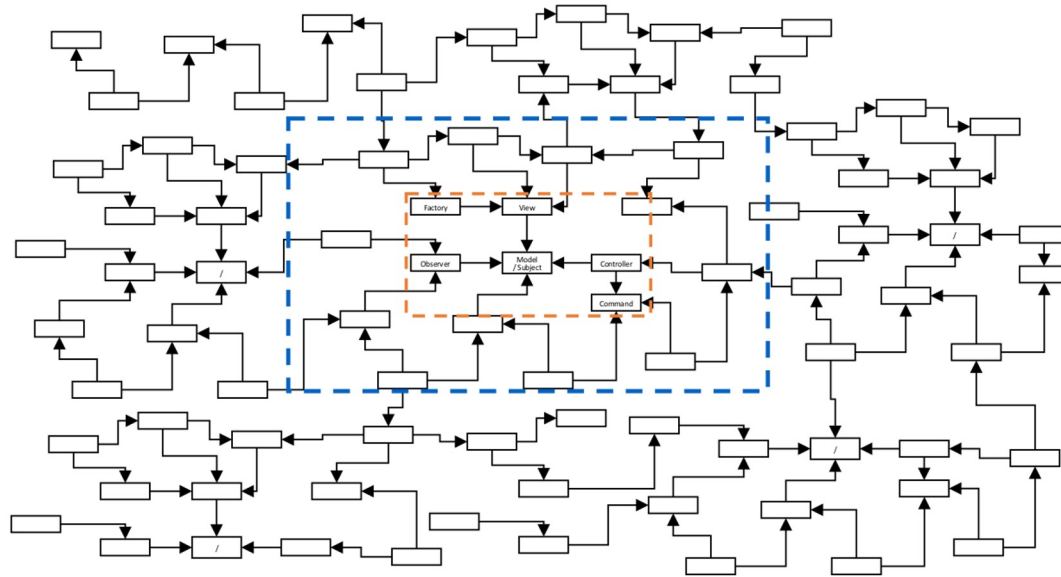 Factory
View
/
Observer
Model
/ Subject
Controller
/
Command
/
/